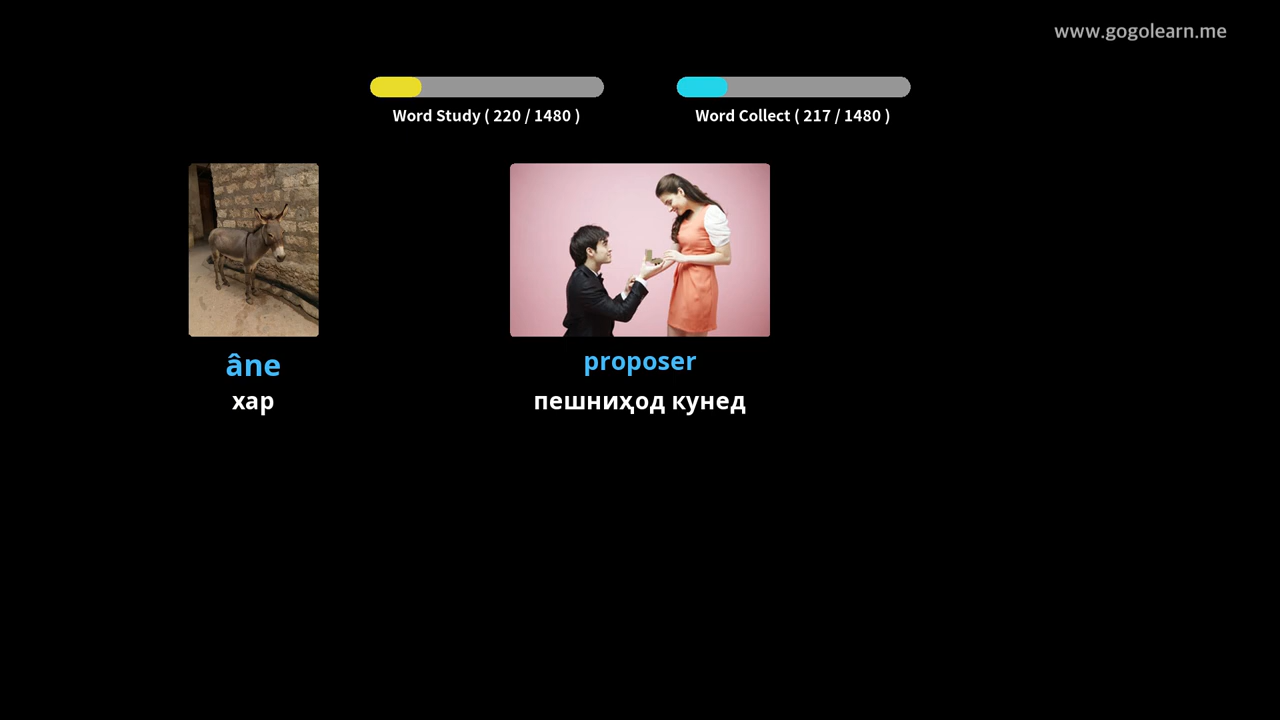 www.gogolearn.me
Word Study ( 220 / 1480 )
Word Collect ( 217 / 1480 )
âne
хар
proposer
пешниҳод кунед